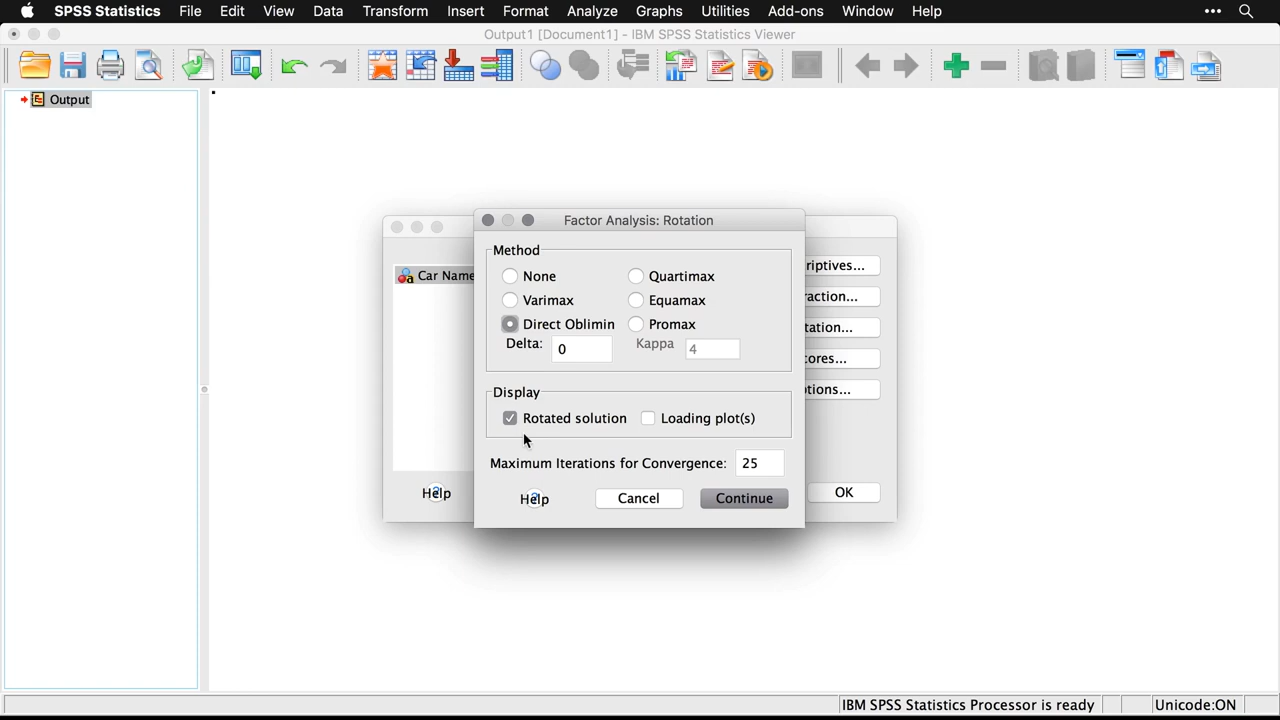 SPSS Statistics File Edit View Data Transform Insert Format Analyze Graphs Utilities Add-ons Window Help
Output1 [Document1] - IBM SPSS Statistics Viewer
Output
Factor Analysis: Rotation
Method
None Quartimax
Varimax Equamax
Direct Oblimin Promax
Delta: 0 Kappa 4
Display
Rotated solution Loading plot(s)
Maximum Iterations for Convergence: 25
Help Cancel Continue
Car Name
riptives...
action...
tation...
ores...
tions...
Help OK
IBM SPSS Statistics Processor is ready Unicode:ON